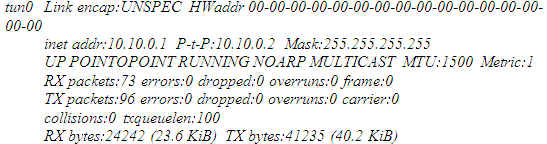 tun0 Link encap:UNSPEC HWaddr 00-00-00-00-00-00-00-00-00-00-00-00-00-00-
00-00
inet addr:10.10.0.1 P-t-P:10.10.0.2 Mask:255.255.255.255
UP POINTOPOINT RUNNING NOARP MULTICAST MTU:1500 Metric:1
RX packets:73 errors:0 dropped:0 overruns:0 frame:0
TX packets:96 errors:0 dropped:0 overruns:0 carrier:0
collisions:0 txqueuelen:100
RX bytes:24242 (23.6 KiB) TX bytes:41235 (40.2 KiB)